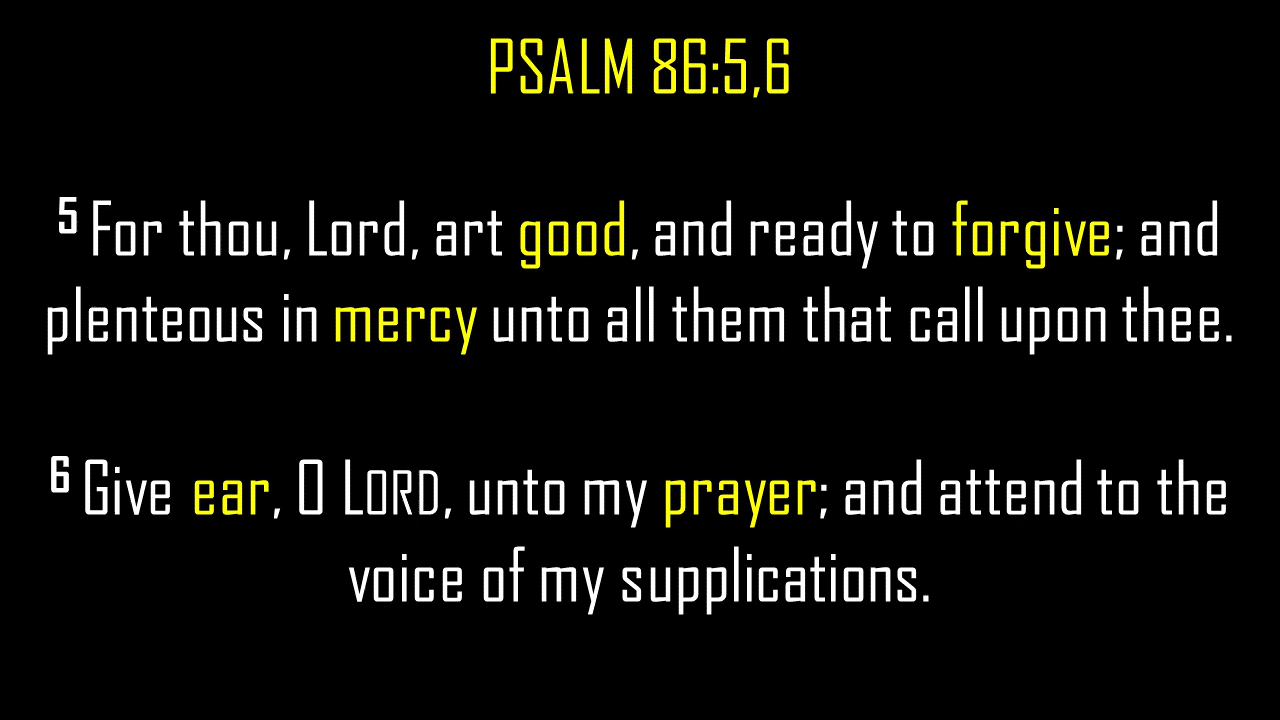 PSALM 86:5,6
5 For thou, Lord, art good, and ready to forgive; and
plenteous in mercy unto all them that call upon thee.
6 Give ear, O LORD, unto my prayer; and attend to the
voice of my supplications.